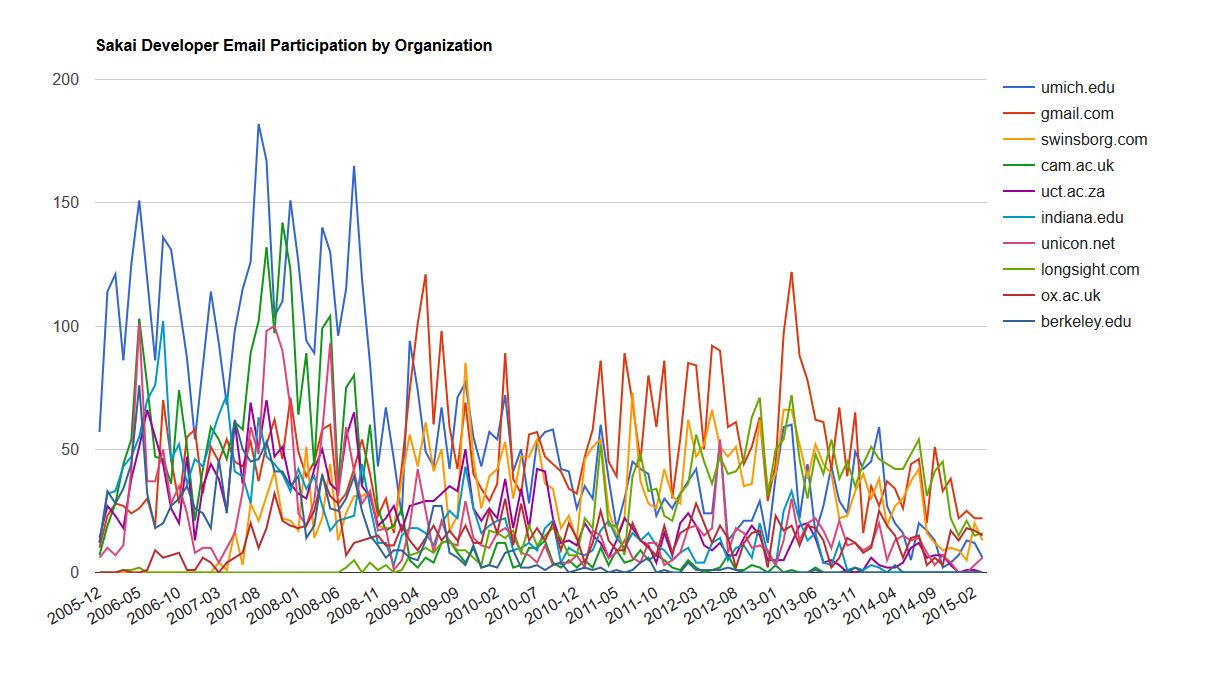 Sakai Developer Email Participation by Organization
200
150
100
50
0
umich.edu
gmail.com
swinsborg.com
cam.ac.uk
uct.ac.za
indiana.edu
unicon.net
longsight.com
ox.ac.uk
berkeley.edu
2005-12
2006-05
2006-10
2007-03
2007-08
2008-01
2008-06
2008-11
2009-04
2009-09
2010-02
2010-07
2010-12
2011-05
2011-10
2012-03
2012-08
2013-01
2013-06
2013-11
2014-04
2014-09
2015-02